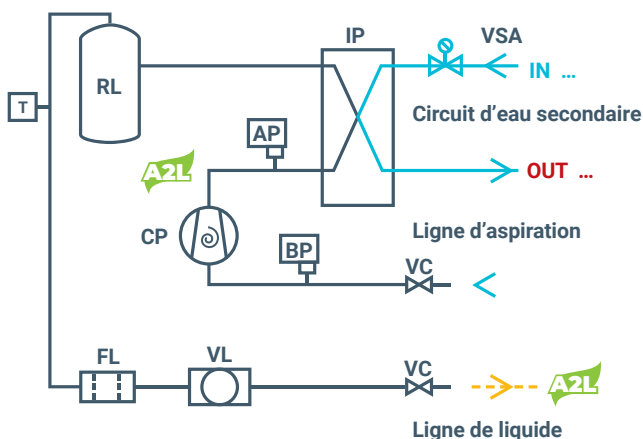 IP
VSA
RL
IN ...
T
Circuit d'eau secondaire
AP
A2L
OUT ...
CP
Ligne d'aspiration
BP
VC
FL
VL
VC
A2L
Ligne de liquide